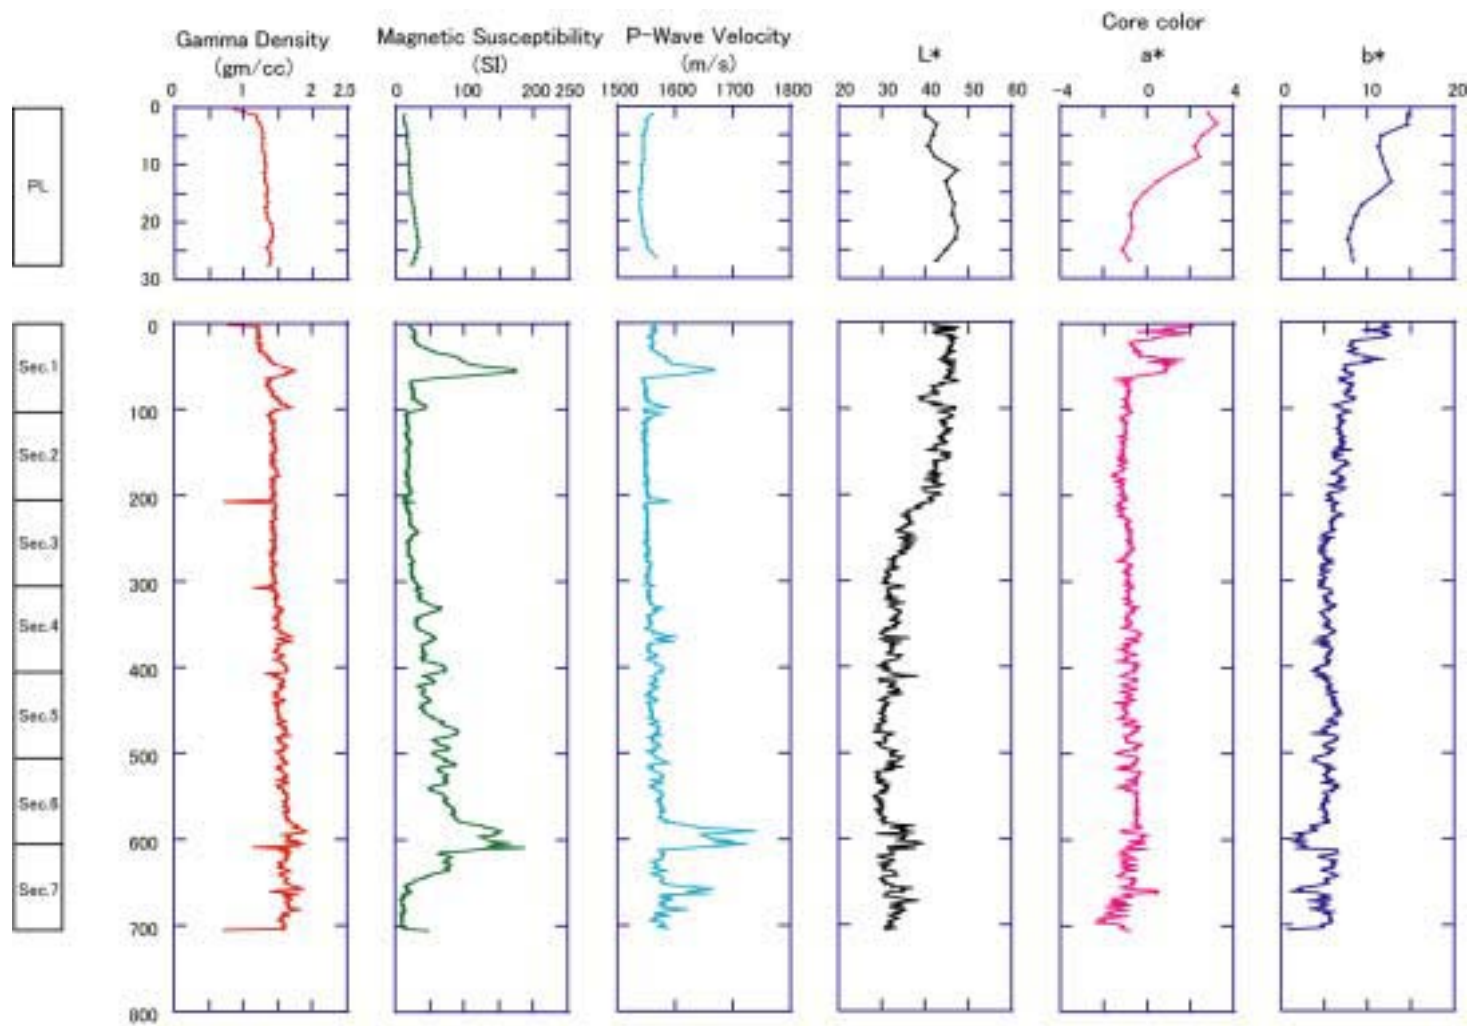 Core color
Gamma Density Magnetic Susceptibility P-Wave Velocity L* a* b*
(gm/cc) (SI) (m/s)
0 1 2 2.5 0 100 200 250 1500 1600 1700 1800 20 30 40 50 60 -4 0 4 0 5 10 20
0
PL
10
20
30
0
Sec.1
100
Sec.2
200
Sec.3
300
Sec.4
400
Sec.5
500
Sec.6
600
Sec.7
700
800